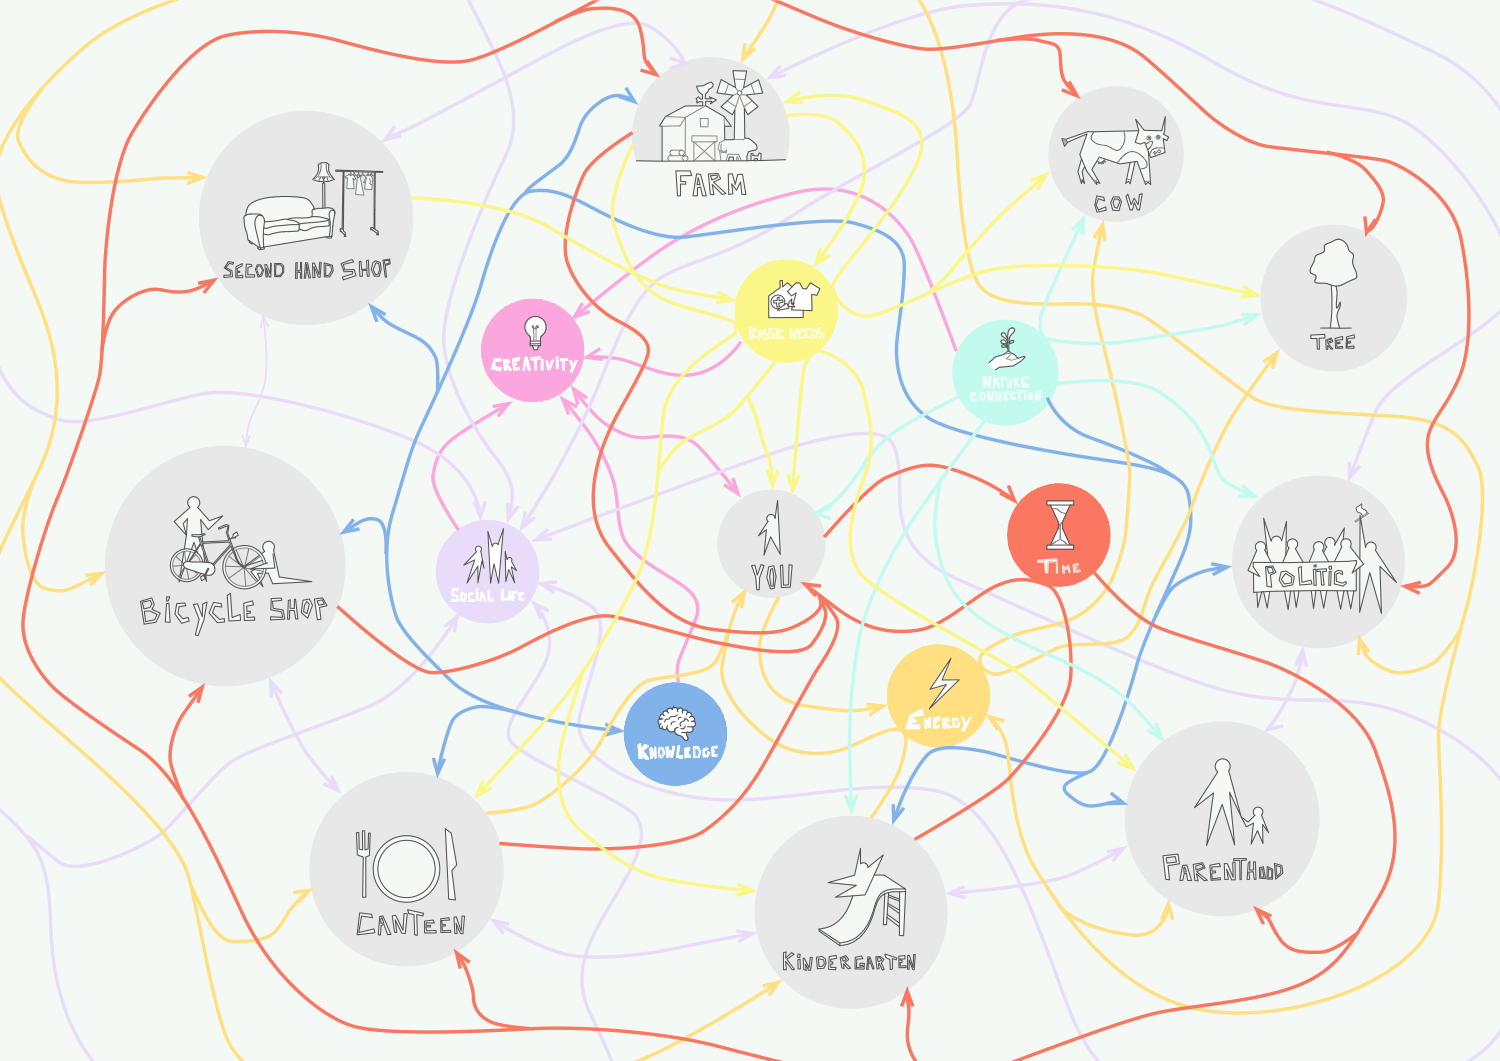 FARM
COW
SECOND HAND SHOP
TREE
BASIC NEEDS
CREATIVITY
NATURE
CONNECTION
YOU
TIME
POLITIC
BICYCLE SHOP
SOCIAL LIFE
ENERGY
KNOWLEDGE
PARENTHOOD
CANTEEN
KINDERGARTEN